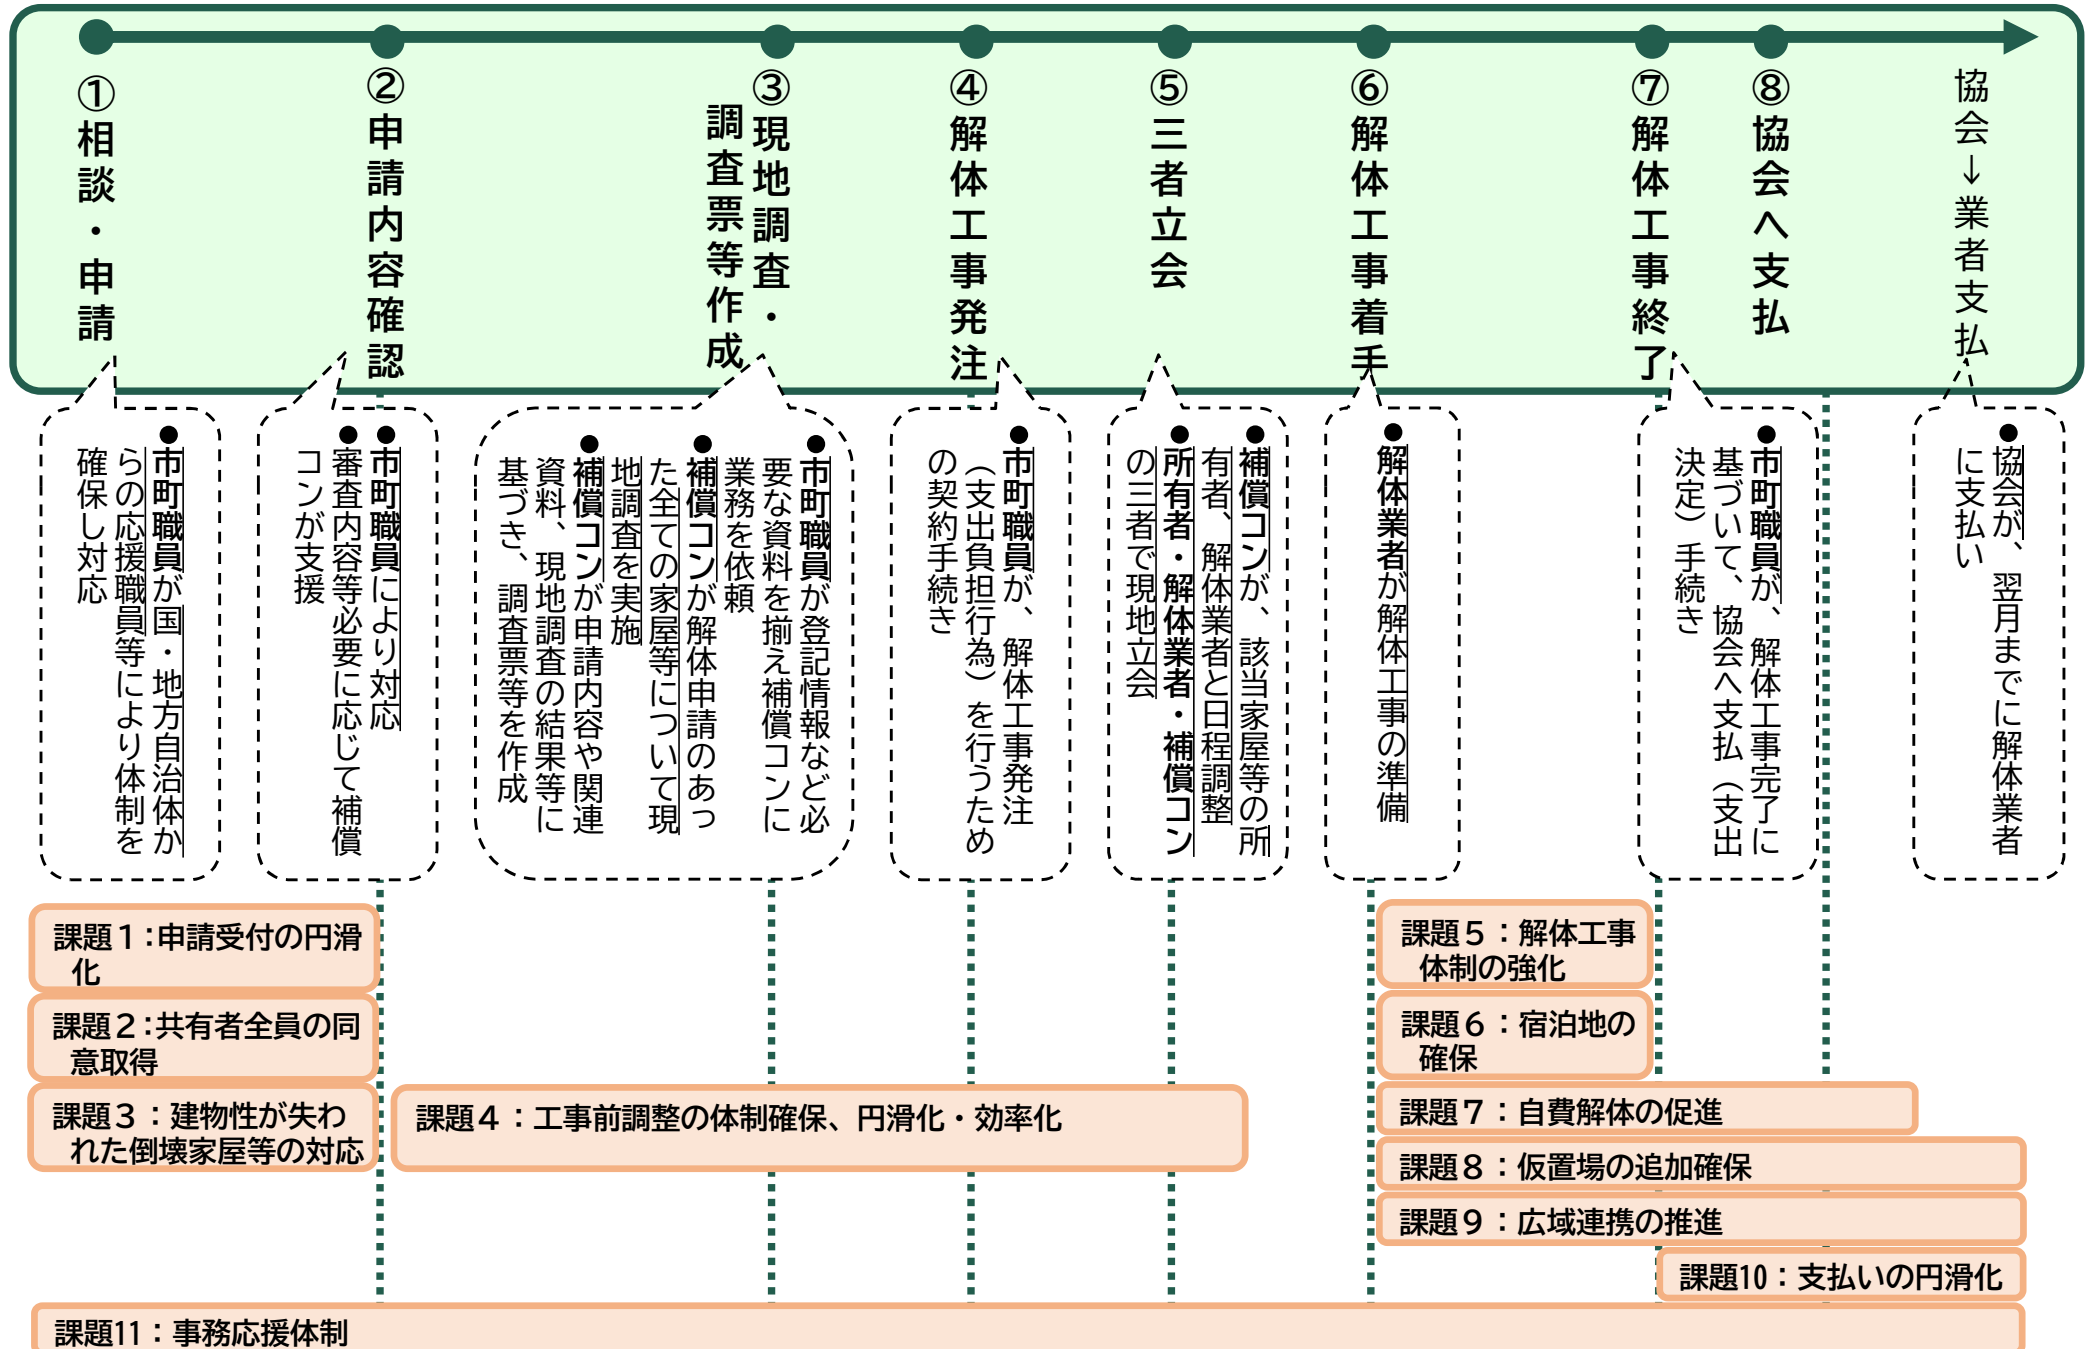 ①相談・申請
②申請内容確認
③現地調査・
調査票等作成
④解体工事発注
⑤三者立会
⑥解体工事着手
⑦解体工事終了
⑧協会へ支払
協会→業者支払
●市町職員が国・地方自治体か
らの応援職員等により体制を
確保し対応
●市町職員により対応
●審査内容等必要に応じて補償
コンが支援
●市町職員が登記情報など必
要な資料を揃え補償コンに
業務を依頼
●補償コンが解体申請のあっ
た全ての家屋等について現
地調査を実施
●補償コンが申請内容や関連
資料、現地調査の結果等に
基づき、調査票等を作成
●市町職員が、解体工事発注
（支出負担行為）を行うため
の契約手続き
●補償コンが、該当家屋等の所
有者、解体業者と日程調整
●所有者・解体業者・補償コン
の三者で現地立会
●解体業者が解体工事の準備
●市町職員が、解体工事完了に
基づいて、協会へ支払（支出
決定）手続き
●協会が、翌月までに解体業者
に支払い
課題１：申請受付の円滑
化
課題２：共有者全員の同
意取得
課題３：建物性が失わ
れた倒壊家屋等の対応
課題４：工事前調整の体制確保、円滑化・効率化
課題５：解体工事
体制の強化
課題６：宿泊地の
確保
課題７：自費解体の促進
課題８：仮置場の追加確保
課題９：広域連携の推進
課題10：支払いの円滑化
課題11：事務応援体制